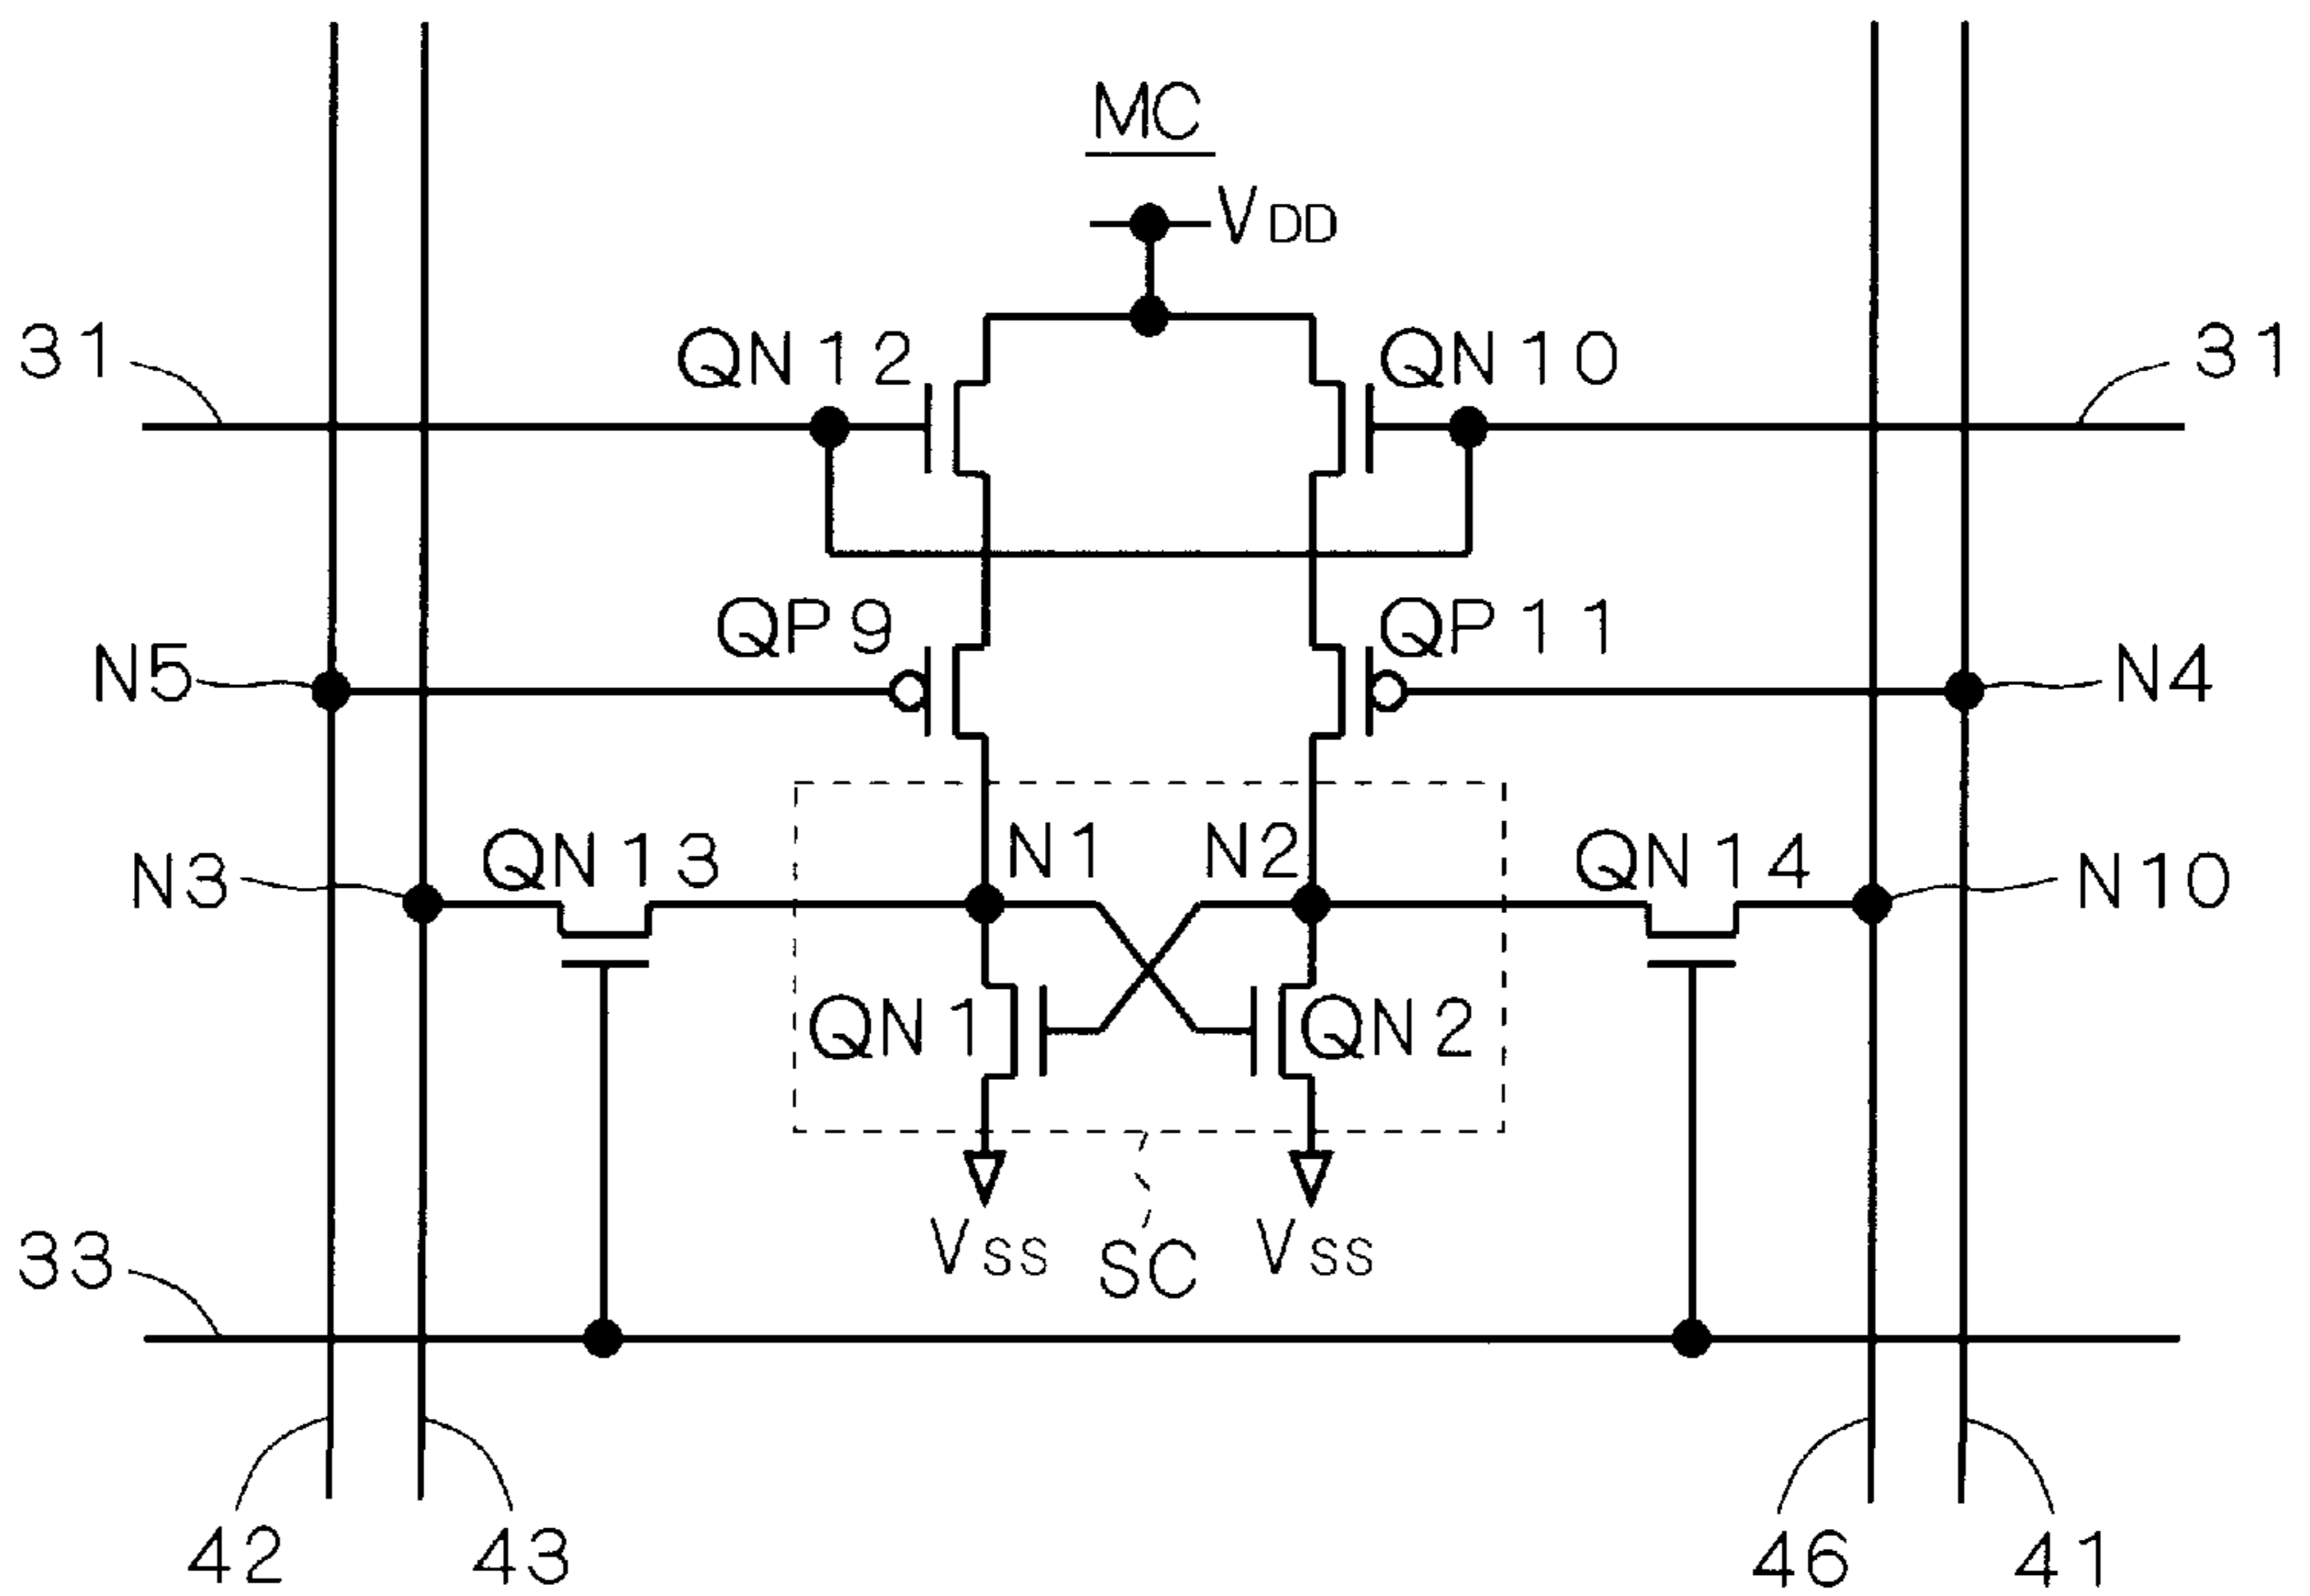 MC
VDD
31 QN12 QN10 31
QP9 QP11
N5 N4
N3 QN13 N1 N2 QN14 N10
QN1 QN2
VSS SC VSS
33
42 43 46 41